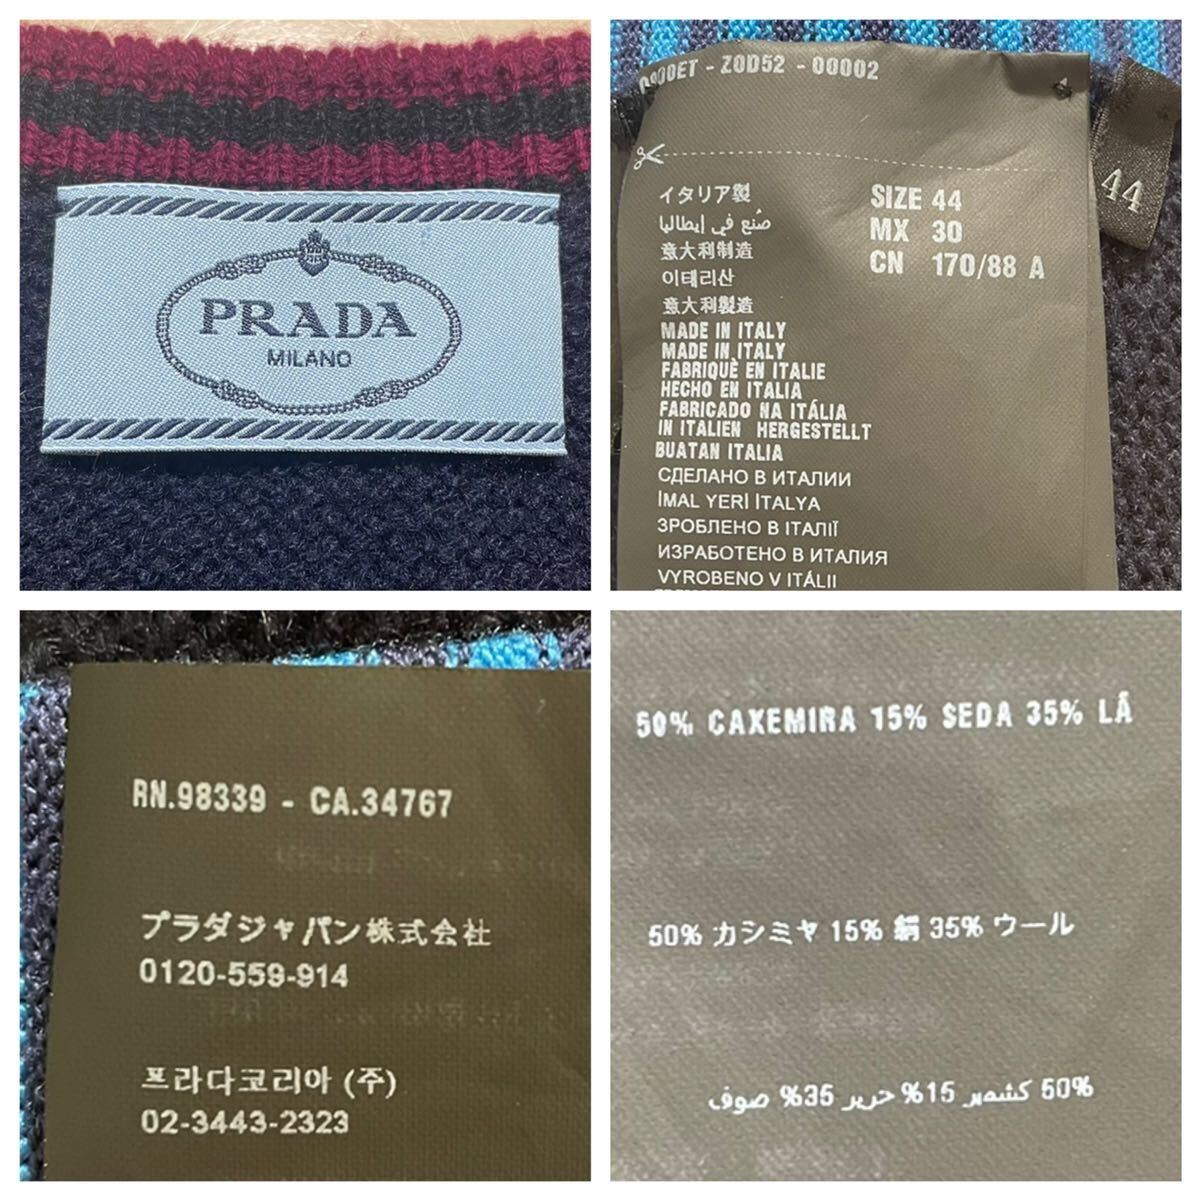 PRADA
MILANO
- Z0D52 - 00002
44
イタリア製
صُنع في إيطاليا
意大利制造
이태리산
意大利製造
MADE IN ITALY
MADE IN ITALY
FABRIQUÉ EN ITALIE
HECHO EN ITALIA
FABRICADO NA ITÁLIA
IN ITALIEN HERGESTELLT
BUATAN ITALIA
СДЕЛАНО В ИТАЛИИ
İMAL YERİ İTALYA
ЗРОБЛЕНО В ІТАЛІЇ
ИЗРАБОТЕНО В ИТАЛИЯ
VYROBENO V ITÁLII
SIZE 44
MX 30
CN 170/88 A
RN.98339 - CA.34767
プラダジャパン株式会社
0120-559-914
프라다코리아 (주)
02-3443-2323
50% CAXEMIRA 15% SEDA 35% LÃ
50% カシミヤ 15% 絹 35% ウール
50% كشمير 15% حرير 35% صوف